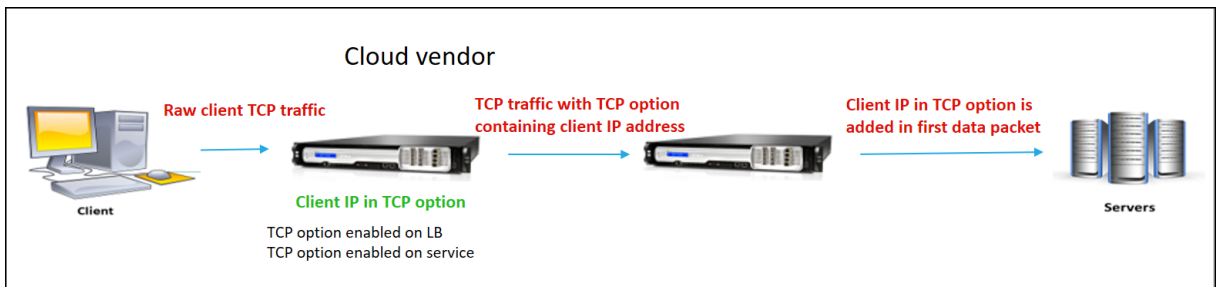 Cloud vendor
Raw client TCP traffic
TCP traffic with TCP option
containing client IP address
Client IP in TCP option is
added in first data packet
Client
Client IP in TCP option
TCP option enabled on LB
TCP option enabled on service
Servers